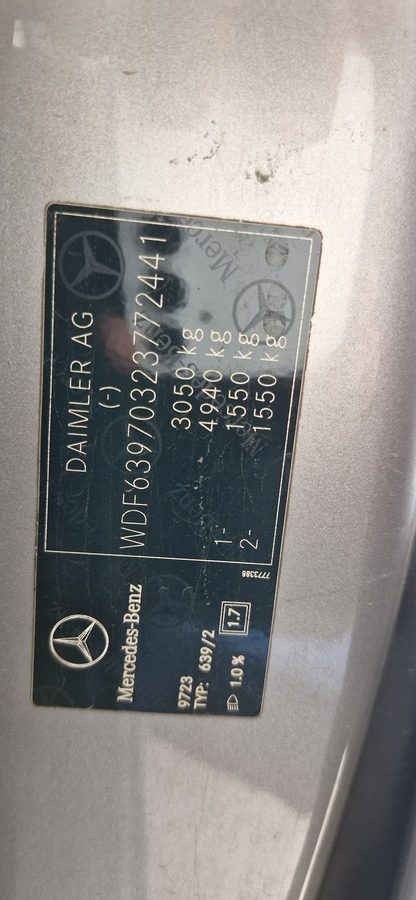 DAIMLER AG
(-)
WDF63970323772441
3050 kg
4940 kg
1- 1550 kg
2- 1550 kg
7773388
Mercedes-Benz
9723
TYP: 639/2
1.0 % 1.7